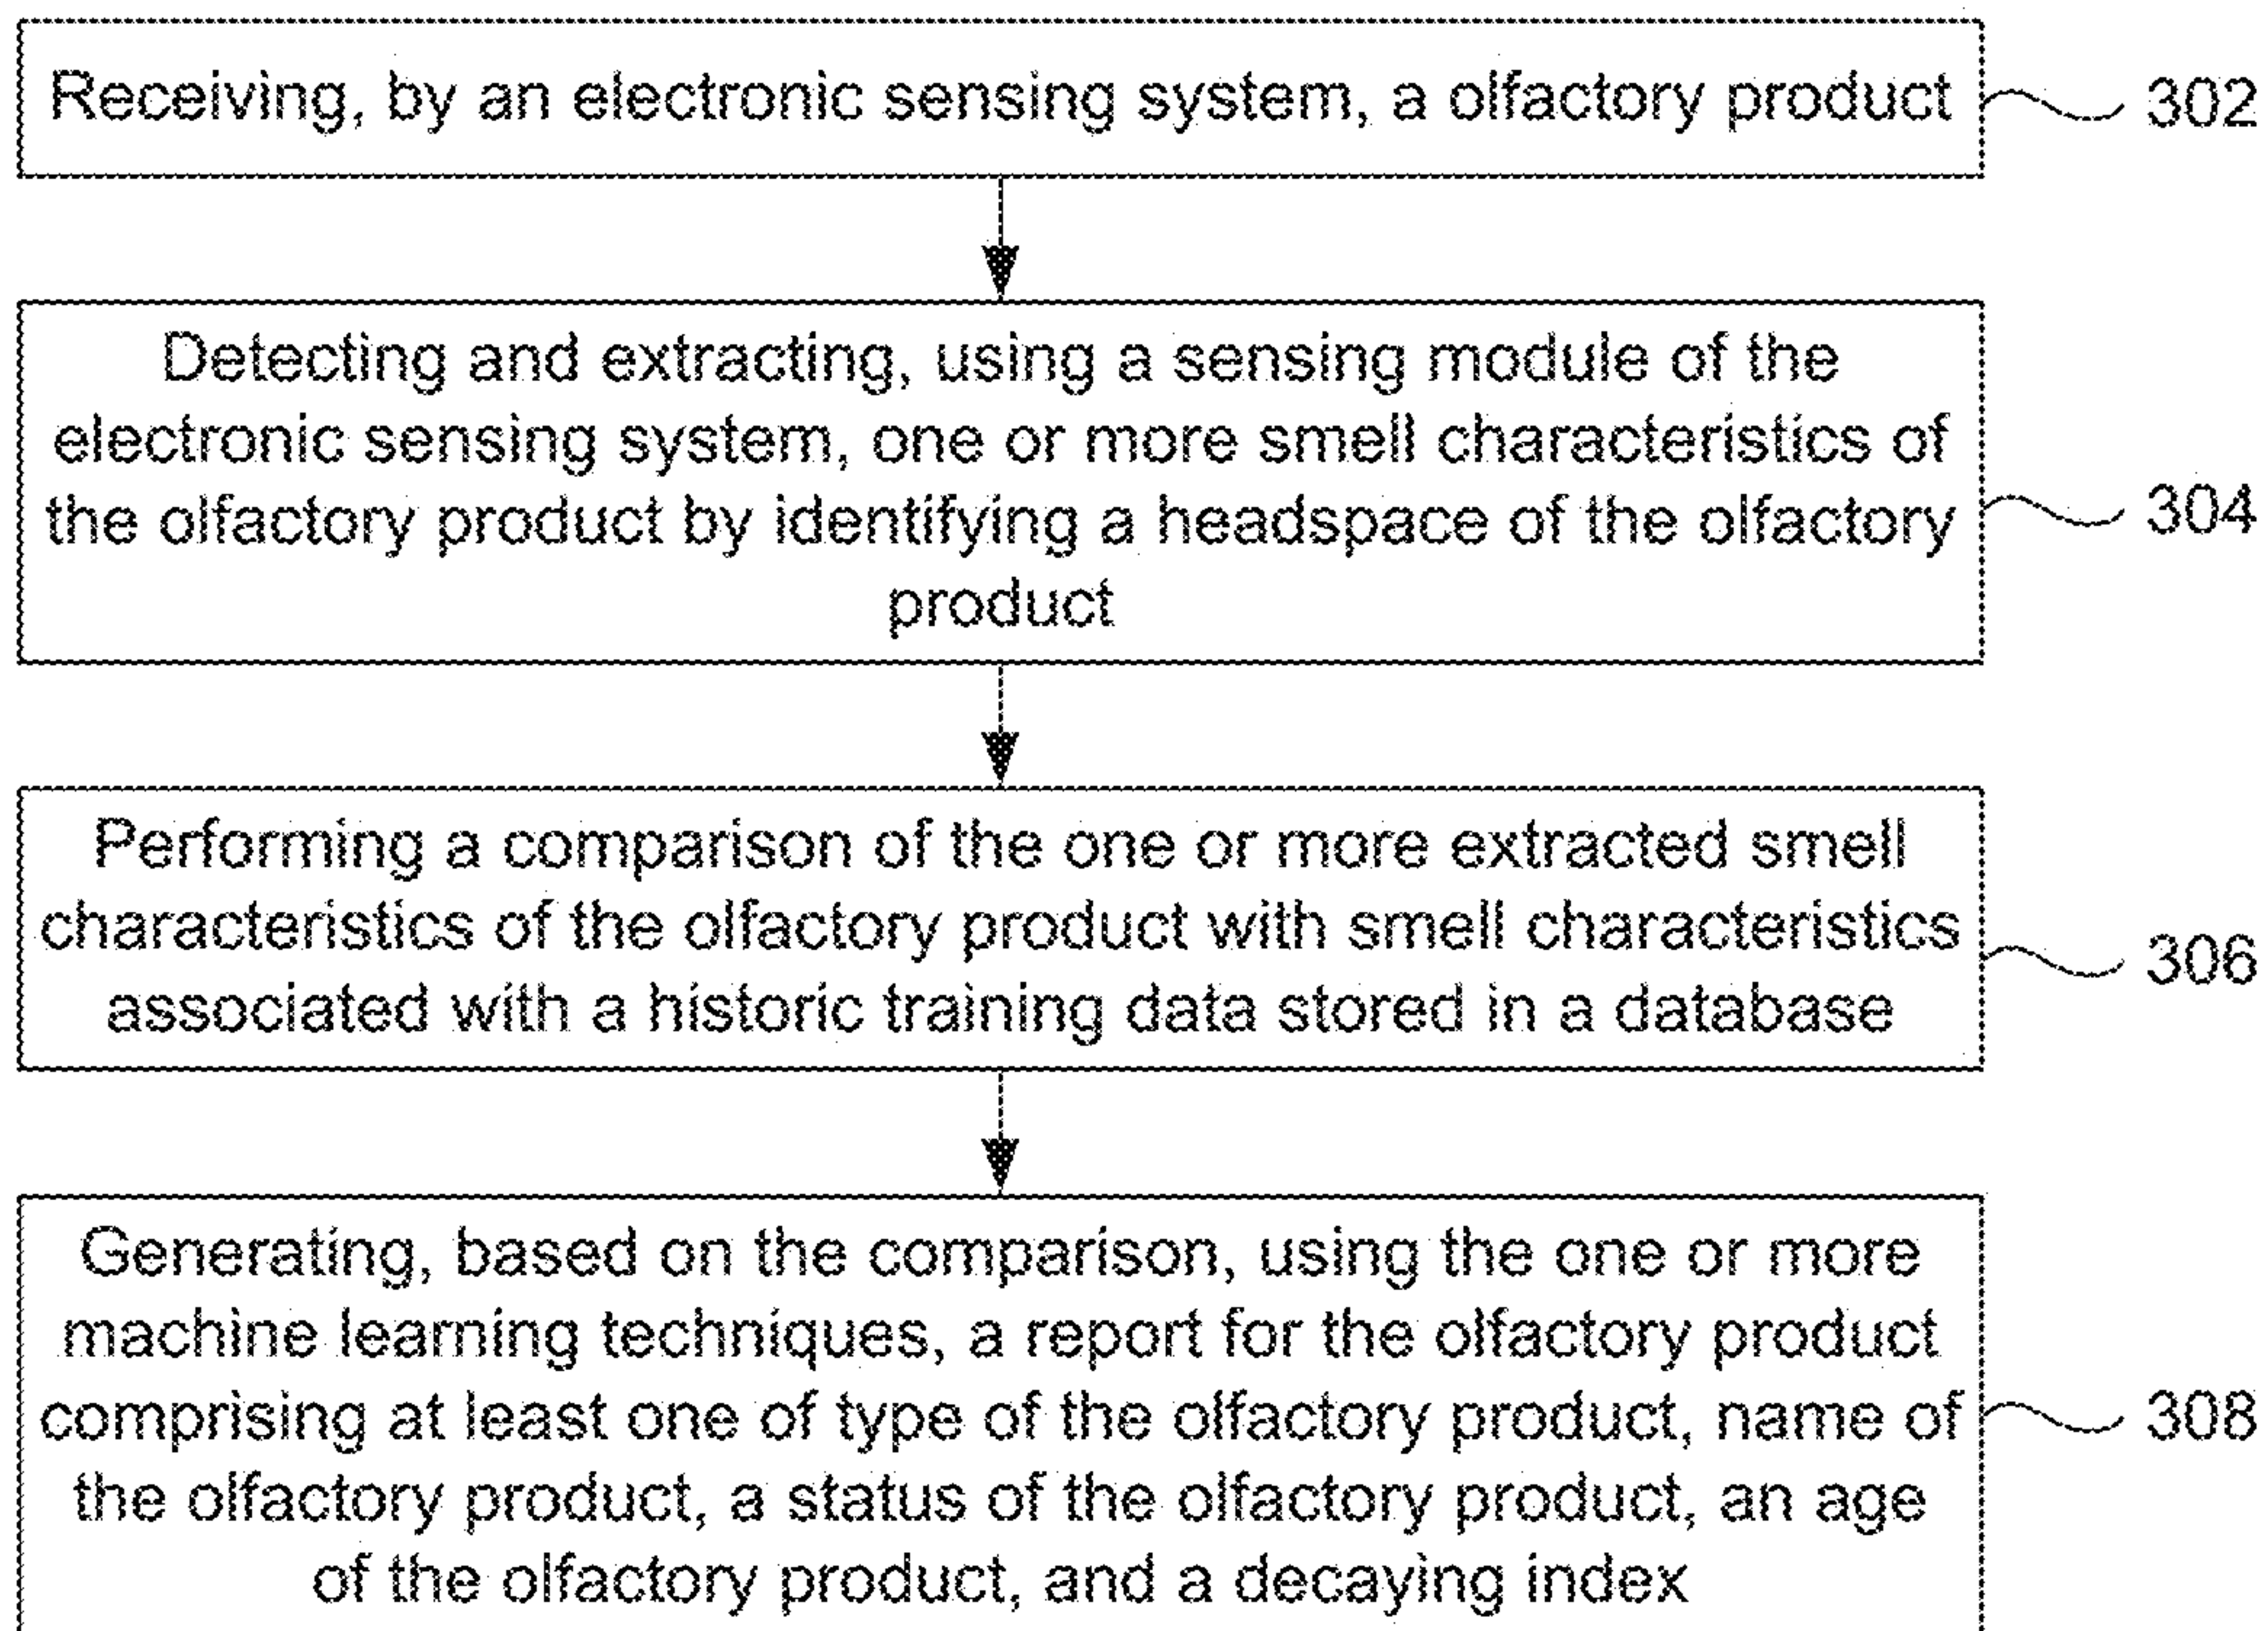 Receiving, by an electronic sensing system, a olfactory product
302
Detecting and extracting, using a sensing module of the
electronic sensing system, one or more smell characteristics of
the olfactory product by identifying a headspace of the olfactory
product
304
Performing a comparison of the one or more extracted smell
characteristics of the olfactory product with smell characteristics
associated with a historic training data stored in a database
306
Generating, based on the comparison, using the one or more
machine learning techniques, a report for the olfactory product
comprising at least one of type of the olfactory product, name of
the olfactory product, a status of the olfactory product, an age
of the olfactory product, and a decaying index
308